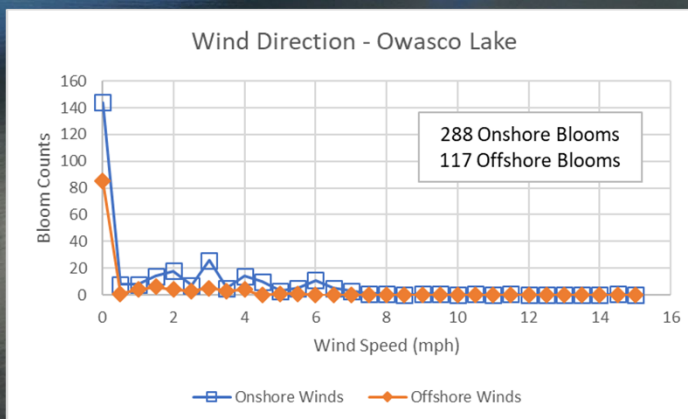 Wind Direction - Owasco Lake
160
140
120
100
80
60
40
20
0
Bloom Counts
288 Onshore Blooms
117 Offshore Blooms
0 2 4 6 8 10 12 14 16
Wind Speed (mph)
Onshore Winds Offshore Winds